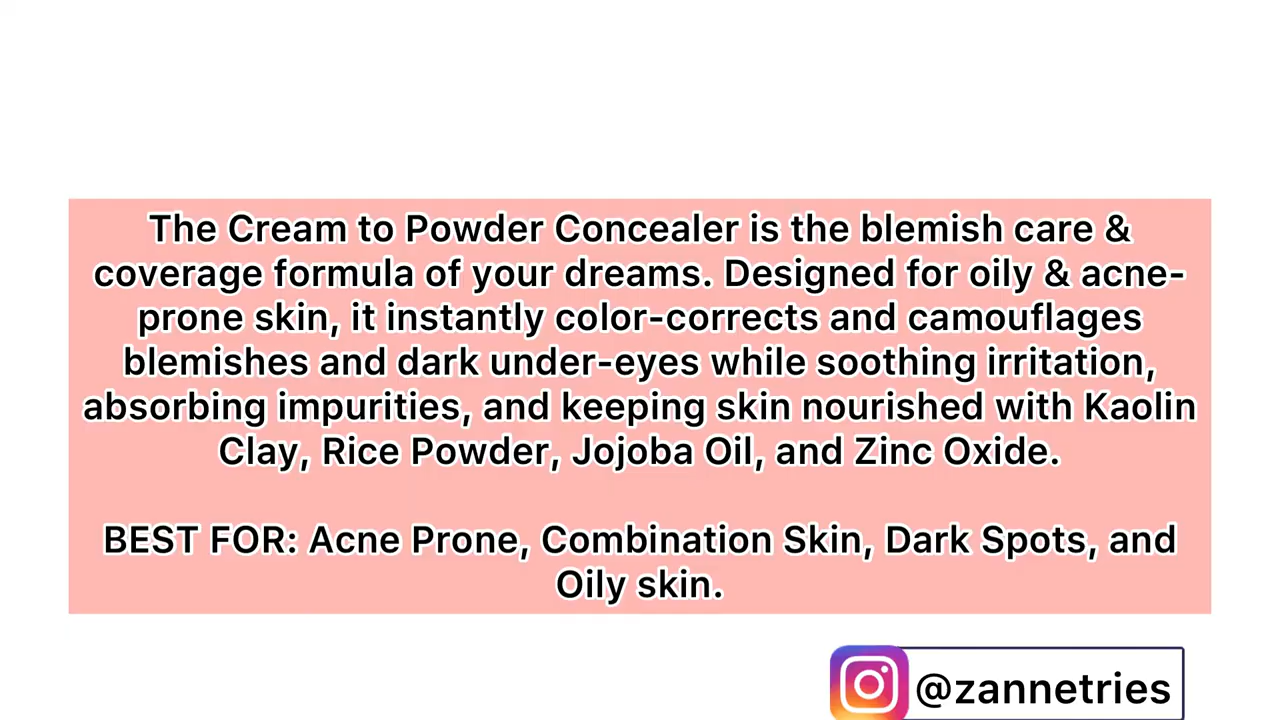 The Cream to Powder Concealer is the blemish care &
coverage formula of your dreams. Designed for oily & acne-
prone skin, it instantly color-corrects and camouflages
blemishes and dark under-eyes while soothing irritation,
absorbing impurities, and keeping skin nourished with Kaolin
Clay, Rice Powder, Jojoba Oil, and Zinc Oxide.
BEST FOR: Acne Prone, Combination Skin, Dark Spots, and
Oily skin.
@zannetries